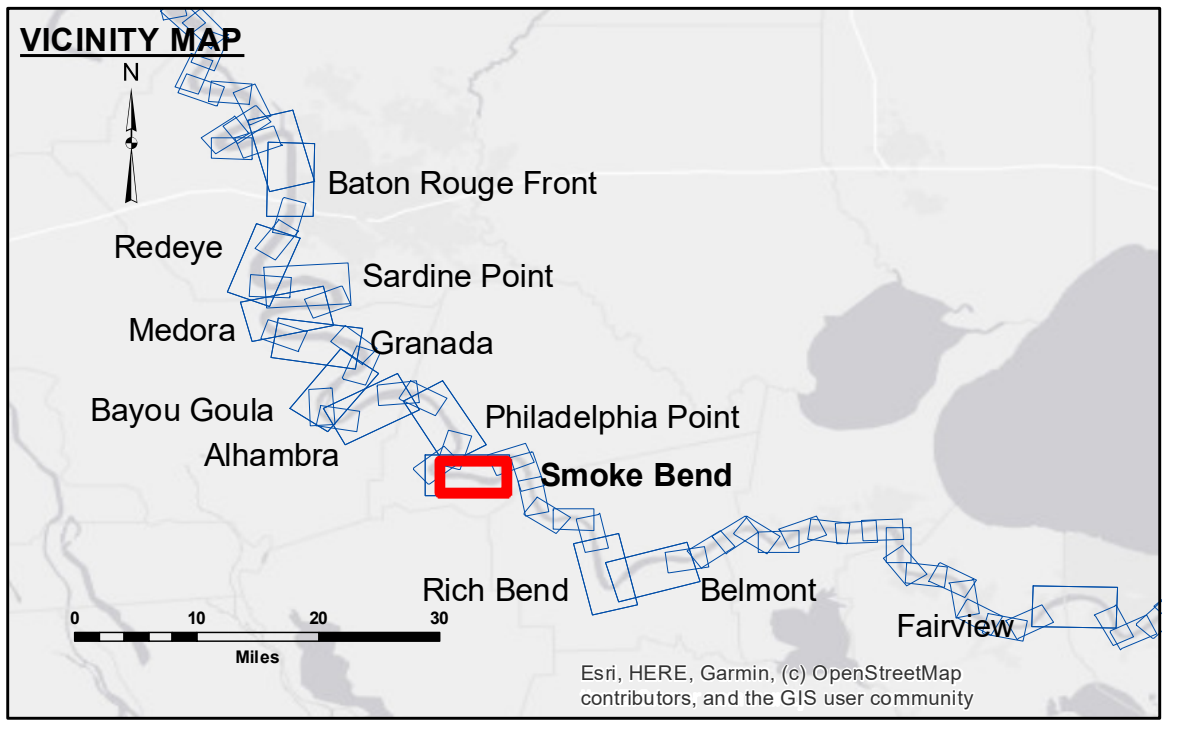 VICINITY MAP
N
Baton Rouge Front
Redeye
Sardine Point
Medora
Granada
Bayou Goula
Philadelphia Point
Alhambra
Smoke Bend
Rich Bend
Belmont
Fairview
0 10 20 30
Miles
Esri, HERE, Garmin, (c) OpenStreetMap
contributors, and the GIS user community